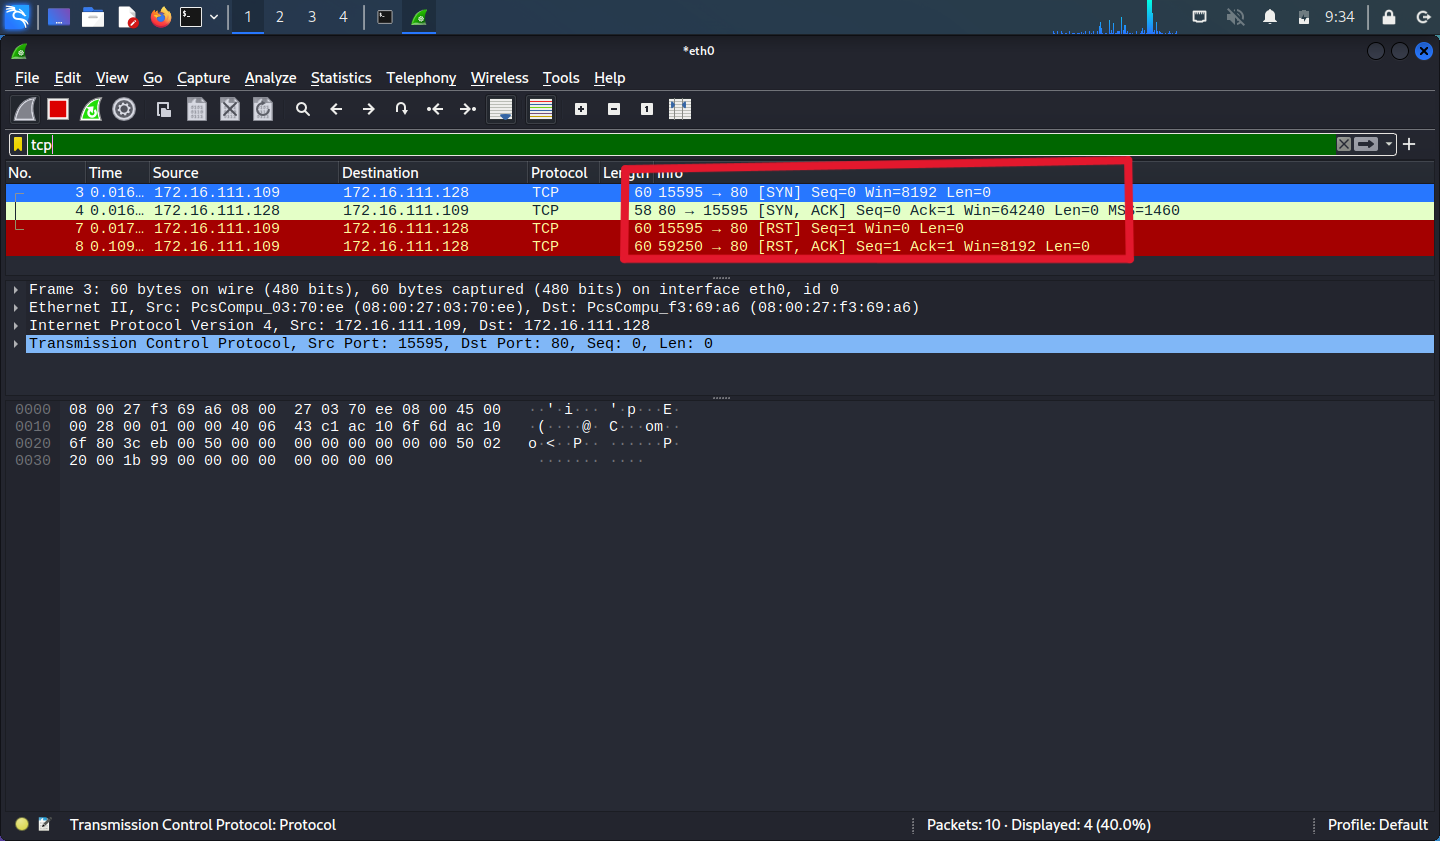 1 2 3 4 9:34
*eth0
File Edit View Go Capture Analyze Statistics Telephony Wireless Tools Help
tcp
No. Time Source Destination Protocol Length Info
3 0.016… 172.16.111.109 172.16.111.128 TCP 60 15595 → 80 [SYN] Seq=0 Win=8192 Len=0
4 0.016… 172.16.111.128 172.16.111.109 TCP 58 80 → 15595 [SYN, ACK] Seq=0 Ack=1 Win=64240 Len=0 MSS=1460
7 0.017… 172.16.111.109 172.16.111.128 TCP 60 15595 → 80 [RST] Seq=1 Win=0 Len=0
8 0.109… 172.16.111.109 172.16.111.128 TCP 60 59250 → 80 [RST, ACK] Seq=1 Ack=1 Win=8192 Len=0
Frame 3: 60 bytes on wire (480 bits), 60 bytes captured (480 bits) on interface eth0, id 0
Ethernet II, Src: PcsCompu_03:70:ee (08:00:27:03:70:ee), Dst: PcsCompu_f3:69:a6 (08:00:27:f3:69:a6)
Internet Protocol Version 4, Src: 172.16.111.109, Dst: 172.16.111.128
Transmission Control Protocol, Src Port: 15595, Dst Port: 80, Seq: 0, Len: 0
0000 08 00 27 f3 69 a6 08 00 27 03 70 ee 08 00 45 00 ··'·i··· '·p···E·
0010 00 28 00 01 00 00 40 06 43 c1 ac 10 6f 6d ac 10 ·(····@· C···om··
0020 6f 80 3c eb 00 50 00 00 00 00 00 00 00 00 50 02 o·<··P·· ······P·
0030 20 00 1b 99 00 00 00 00 00 00 00 00 ······· ····
Transmission Control Protocol: Protocol Packets: 10 · Displayed: 4 (40.0%) Profile: Default